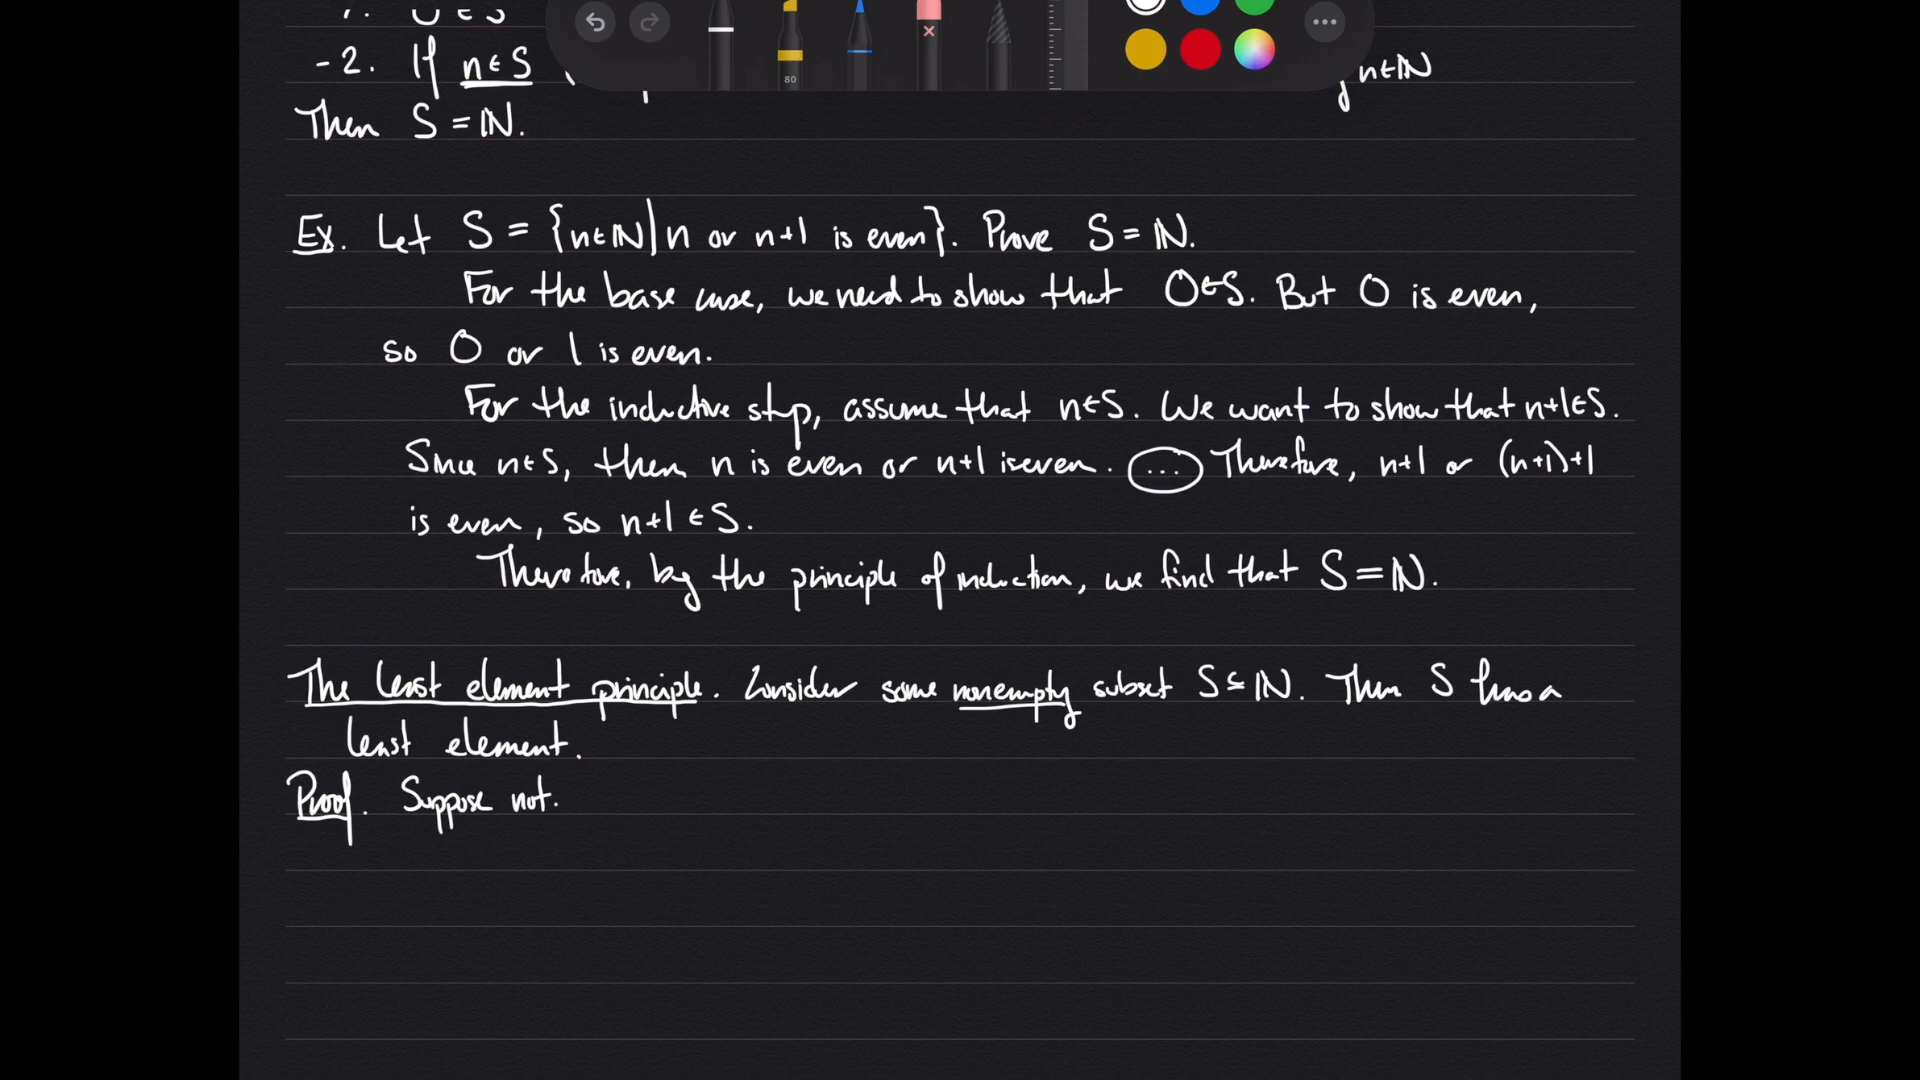 1. 0 ∈ S
- 2. If n ∈ S
n∈ℕ
Then S = ℕ.
80
Ex. Let S = {n∈ℕ | n or n+1 is even}. Prove S = ℕ.
For the base case, we need to show that 0∈S. But 0 is even,
so 0 or 1 is even.
For the inductive step, assume that n∈S. We want to show that n+1∈S.
Since n∈S, then n is even or n+1 is even. (...) Therefore, n+1 or (n+1)+1
is even, so n+1 ∈ S.
Therefore, by the principle of induction, we find that S = ℕ.
The least element principle. Consider some nonempty subset S ⊆ ℕ. Then S has a
least element.
Proof. Suppose not.